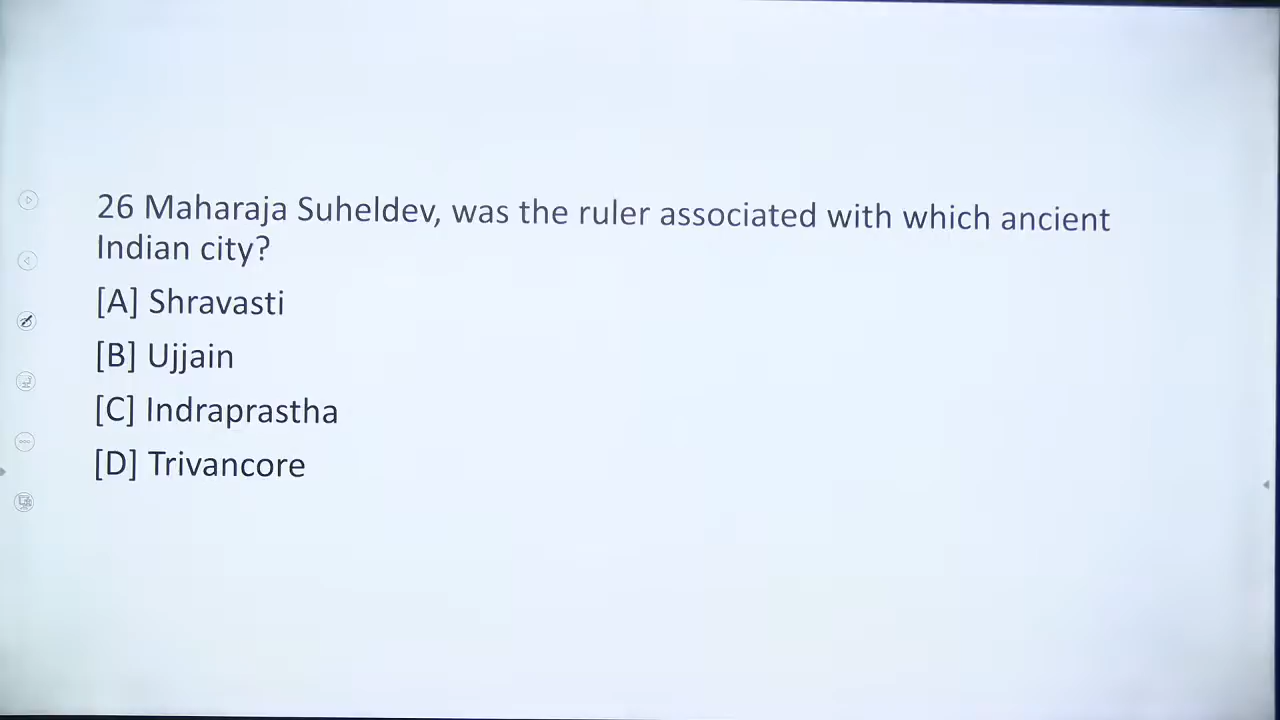 26 Maharaja Suheldev, was the ruler associated with which ancient
Indian city?
[A] Shravasti
[B] Ujjain
[C] Indraprastha
[D] Trivancore